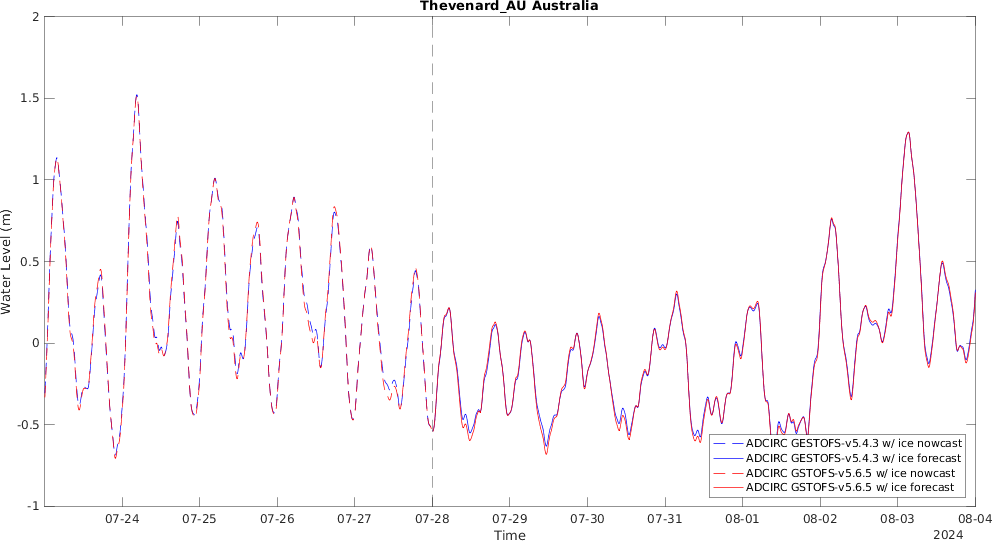 Thevenard_AU Australia
2
1.5
1
0.5
0
-0.5
-1
Water Level (m)
ADCIRC GESTOFS-v5.4.3 w/ ice nowcast
ADCIRC GESTOFS-v5.4.3 w/ ice forecast
ADCIRC GSTOFS-v5.6.5 w/ ice nowcast
ADCIRC GSTOFS-v5.6.5 w/ ice forecast
07-24 07-25 07-26 07-27 07-28 07-29 07-30 07-31 08-01 08-02 08-03 08-04
Time
2024